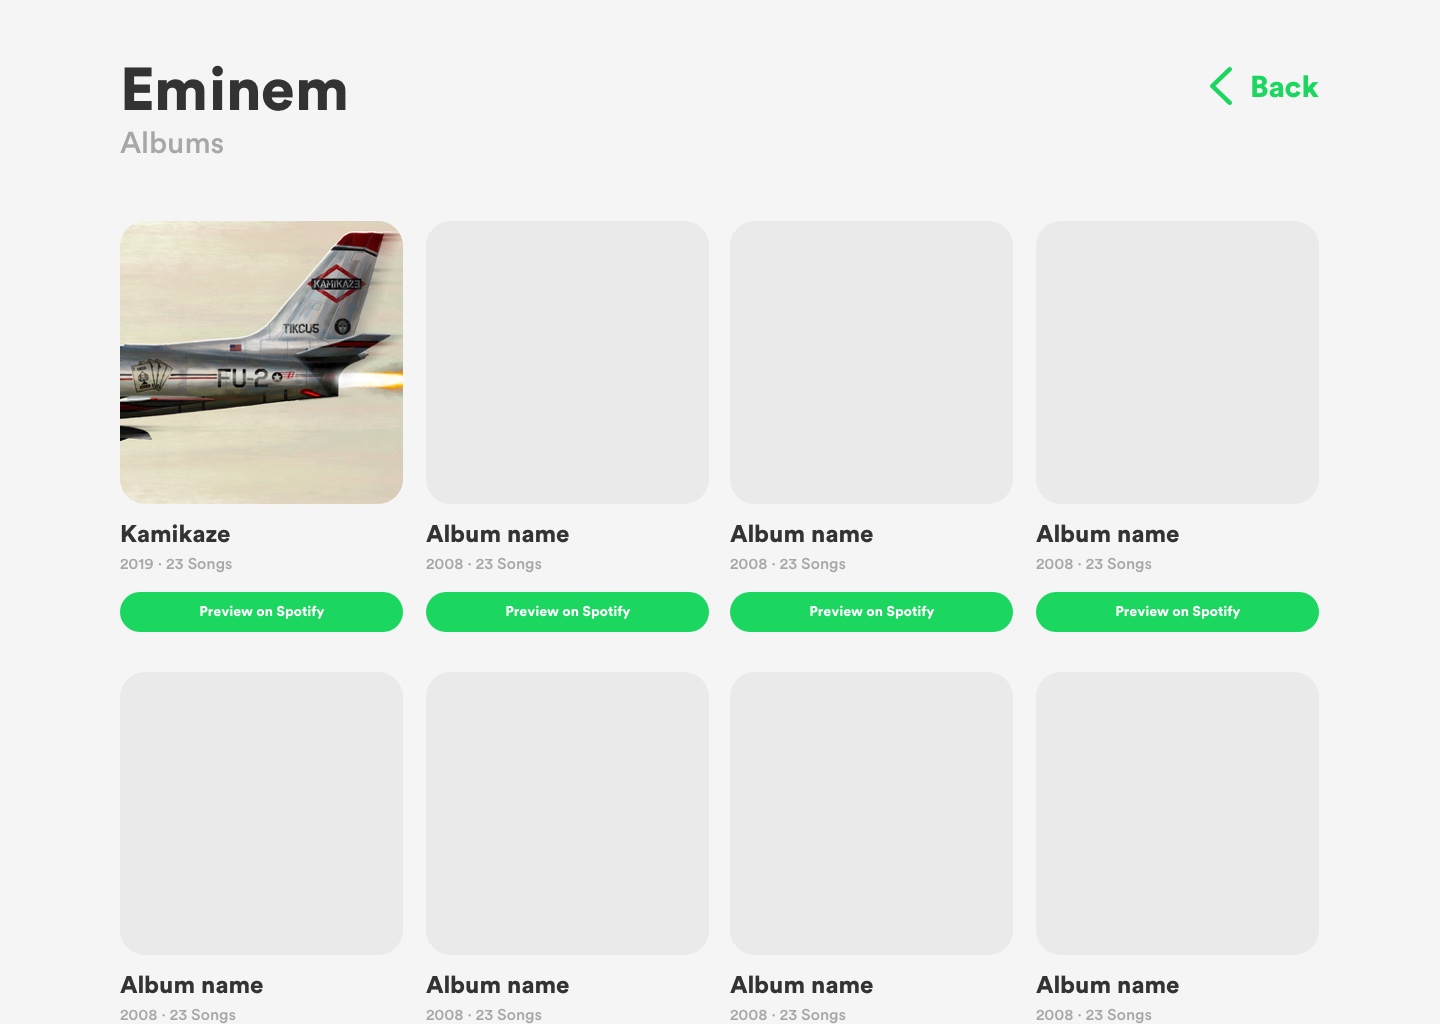 Eminem
Back
Albums
KAMIKAZE
TIKCU5
FU-2
Kamikaze
2019 · 23 Songs
Preview on Spotify
Album name
2008 · 23 Songs
Preview on Spotify
Album name
2008 · 23 Songs
Preview on Spotify
Album name
2008 · 23 Songs
Preview on Spotify
Album name
2008 · 23 Songs
Album name
2008 · 23 Songs
Album name
2008 · 23 Songs
Album name
2008 · 23 Songs